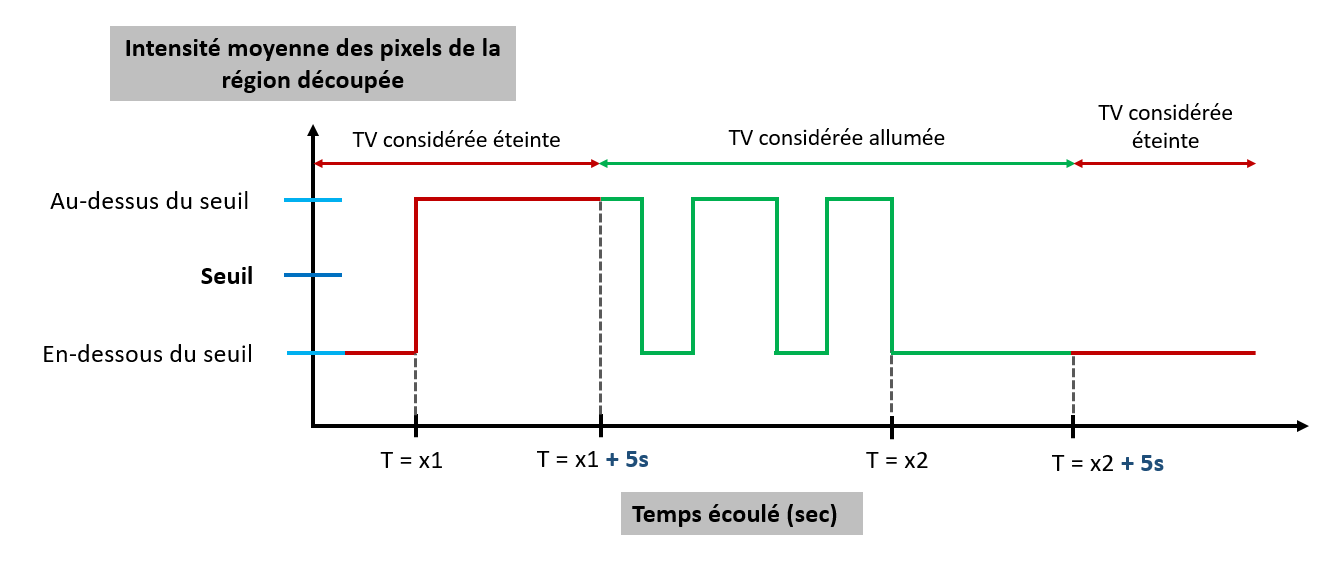 Intensité moyenne des pixels de la
région découpée
TV considérée éteinte
TV considérée allumée
TV considérée
éteinte
Au-dessus du seuil
Seuil
En-dessous du seuil
T = x1
T = x1 + 5s
T = x2
T = x2 + 5s
Temps écoulé (sec)